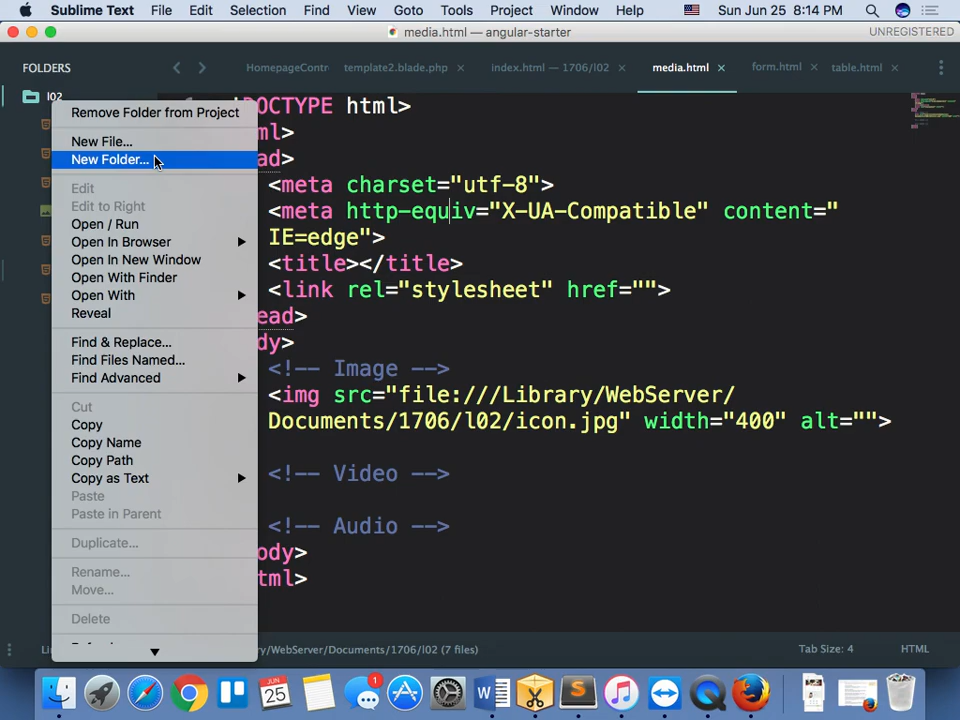 Sublime Text File Edit Selection Find View Goto Tools Project Window Help Sun Jun 25 8:14 PM
media.html — angular-starter UNREGISTERED
FOLDERS
l02
HomepageContr template2.blade.php × index.html — 1706/l02 × media.html × form.html × table.html ×
Remove Folder from Project
New File...
New Folder...
Edit
Edit to Right
Open / Run
Open In Browser
Open In New Window
Open With Finder
Open With
Reveal
Find & Replace...
Find Files Named...
Find Advanced
Cut
Copy
Copy Name
Copy Path
Copy as Text
Paste
Paste in Parent
Duplicate...
Rename...
Move...
Delete
DOCTYPE html>
ml>
ad>
<meta charset="utf-8">
<meta http-equiv="X-UA-Compatible" content="
IE=edge">
<title></title>
<link rel="stylesheet" href="">
ead>
dy>
<!-- Image -->
<img src="file:///Library/WebServer/
Documents/1706/l02/icon.jpg" width="400" alt="">
<!-- Video -->
<!-- Audio -->
ody>
tml>
/WebServer/Documents/1706/l02 (7 files) Tab Size: 4 HTML
JUN
25
1